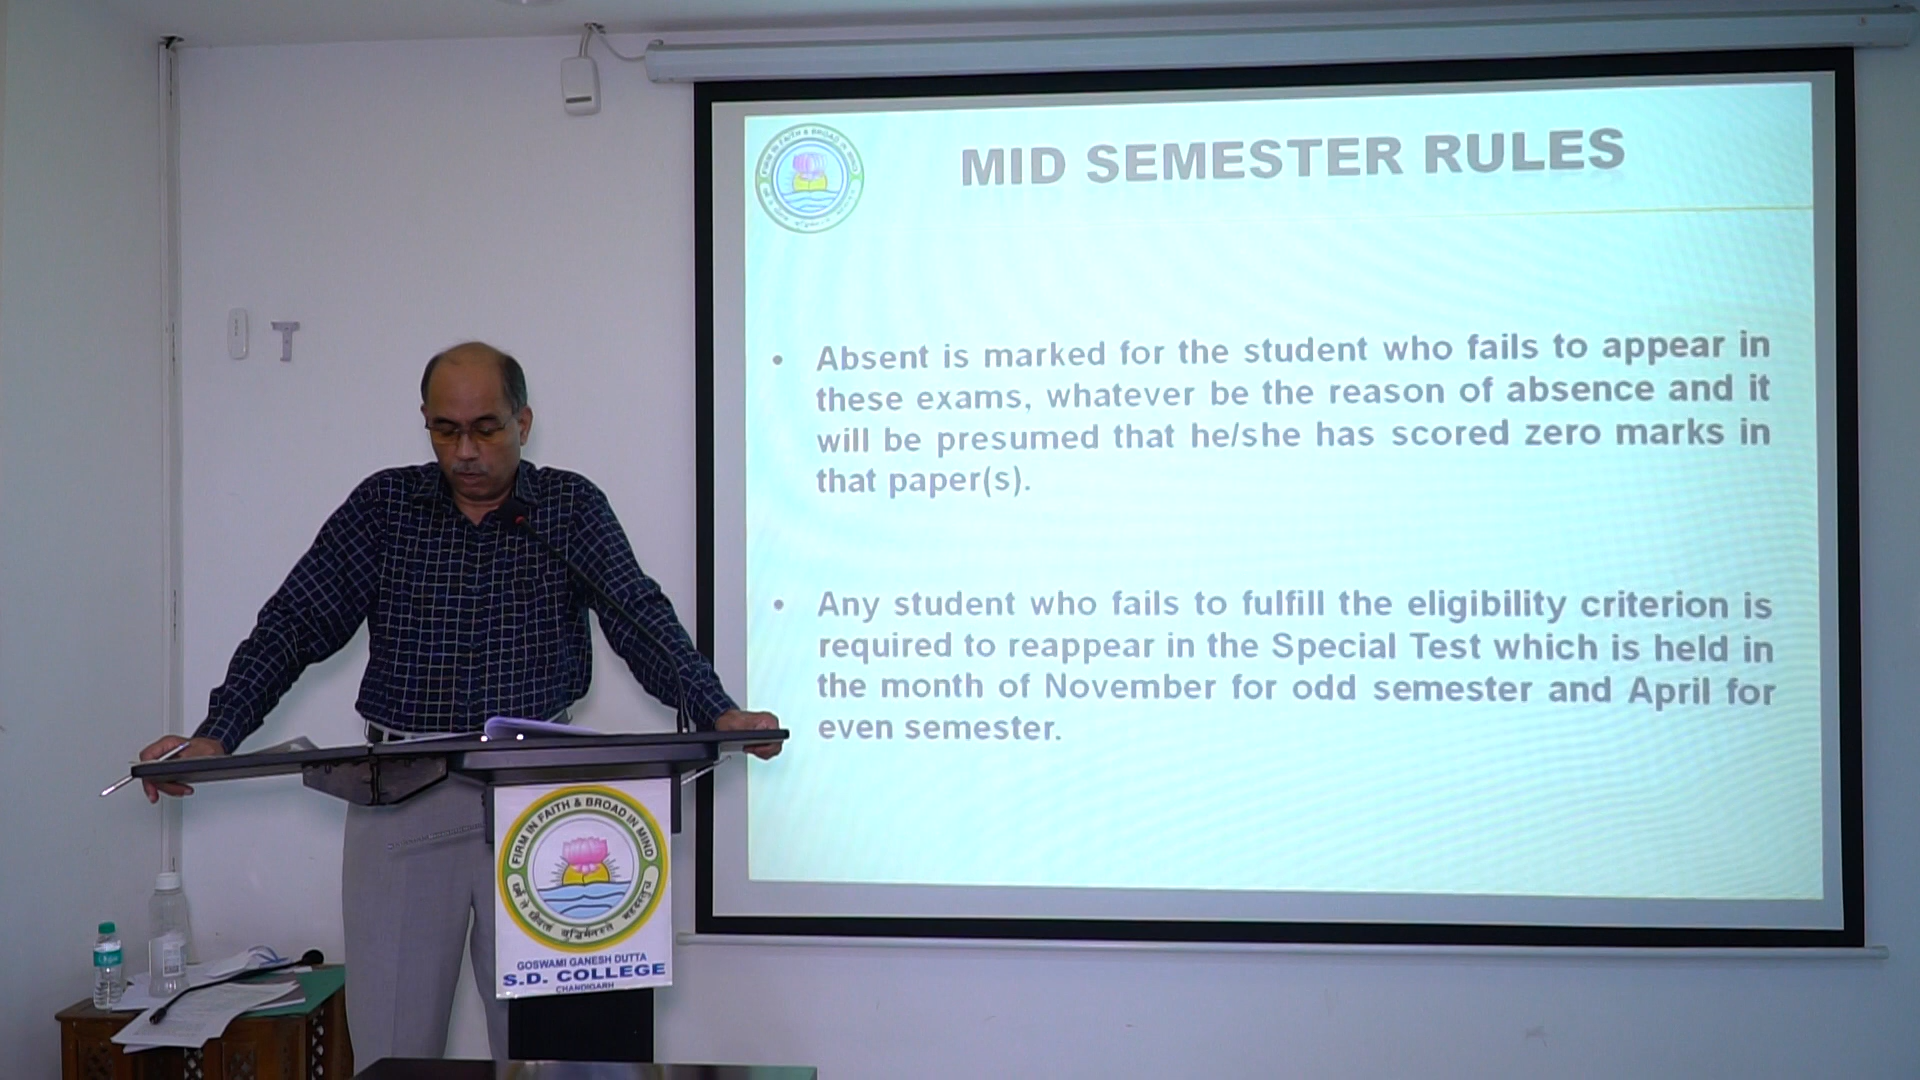 MID SEMESTER RULES
• Absent is marked for the student who fails to appear in
these exams, whatever be the reason of absence and it
will be presumed that he/she has scored zero marks in
that paper(s).
• Any student who fails to fulfill the eligibility criterion is
required to reappear in the Special Test which is held in
the month of November for odd semester and April for
even semester.
FIRM IN FAITH & BROAD IN MIND
GOSWAMI GANESH DUTTA
S.D. COLLEGE
CHANDIGARH